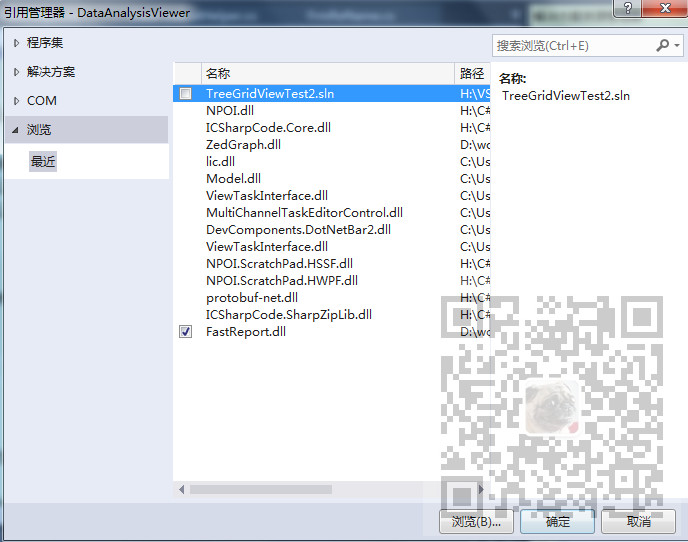 引用管理器 - DataAnalysisViewer
程序集
解决方案
COM
浏览
最近
搜索浏览(Ctrl+E)
名称 路径
TreeGridViewTest2.sln H:\VS
NPOI.dll H:\C#
ICSharpCode.Core.dll H:\C#
ZedGraph.dll D:\wo
lic.dll C:\Us
Model.dll C:\Us
ViewTaskInterface.dll C:\Us
MultiChannelTaskEditorControl.dll C:\Us
DevComponents.DotNetBar2.dll C:\Us
ViewTaskInterface.dll C:\Us
NPOI.ScratchPad.HSSF.dll H:\C#
NPOI.ScratchPad.HWPF.dll H:\C#
protobuf-net.dll H:\C#
ICSharpCode.SharpZipLib.dll H:\C#
FastReport.dll D:\wo
名称:
TreeGridViewTest2.sln
浏览(B)... 确定 取消